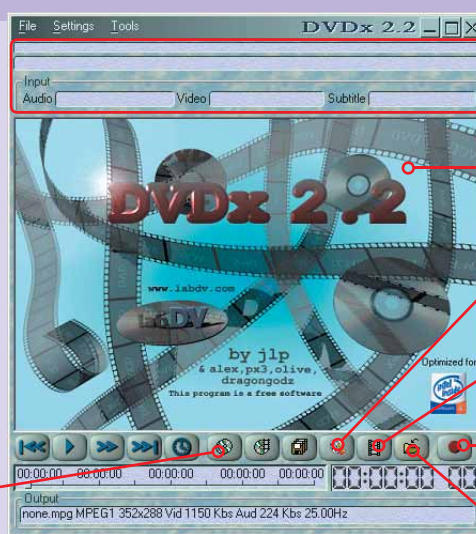 File Settings Tools DVDx 2.2
Input
Audio Video Subtitle
DVDx 2.2
www.labdv.com
LabDV
by jlp
& alex,px3,olive,
dragongodz
This program is a free software
Optimized for
intel inside
00:00:00 00:00:00 00:00:00 00:00:00 00:00:00
Output
none.mpg MPEG1 352x288 Vid 1150 Kbs Aud 224 Kbs 25.00Hz